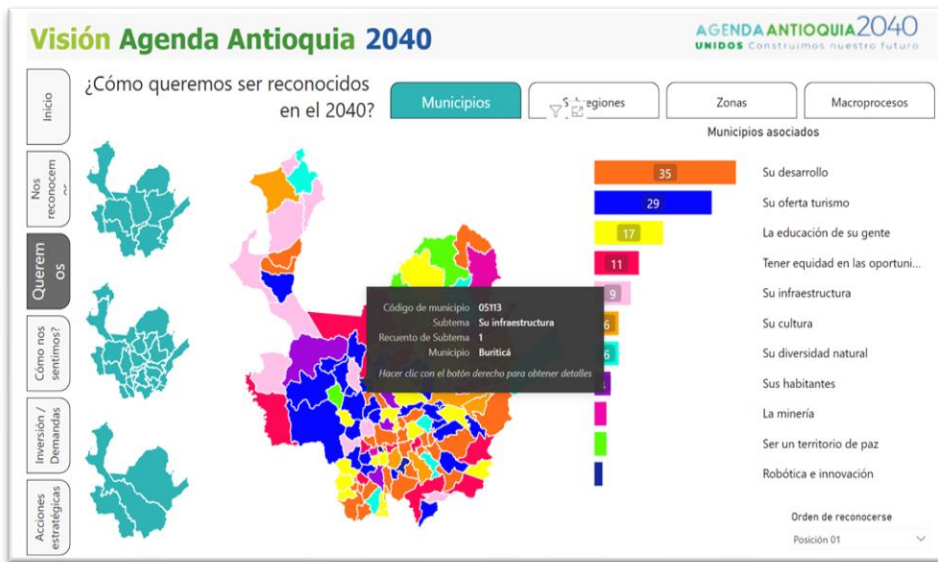 Visión Agenda Antioquia 2040
AGENDA ANTIOQUIA 2040
UNIDOS Construimos nuestro futuro
¿Cómo queremos ser reconocidos
en el 2040?
Municipios
Zonas
Macroprocesos
Inicio
Nos
reconocem
Querem
os
Cómo nos
sentimos?
Inversión /
Demandas
Acciones
estratégicas
Municipios asociados
35 Su desarrollo
29 Su oferta turismo
17 La educación de su gente
11 Tener equidad en las oportuni...
9 Su infraestructura
6 Su cultura
6 Su diversidad natural
Sus habitantes
La minería
Ser un territorio de paz
Robótica e innovación
Código de municipio 05113
Subtema Su infraestructura
Recuento de Subtema 1
Municipio Buriticá
Hacer clic con el botón derecho para obtener detalles
Orden de reconocerse
Posición 01